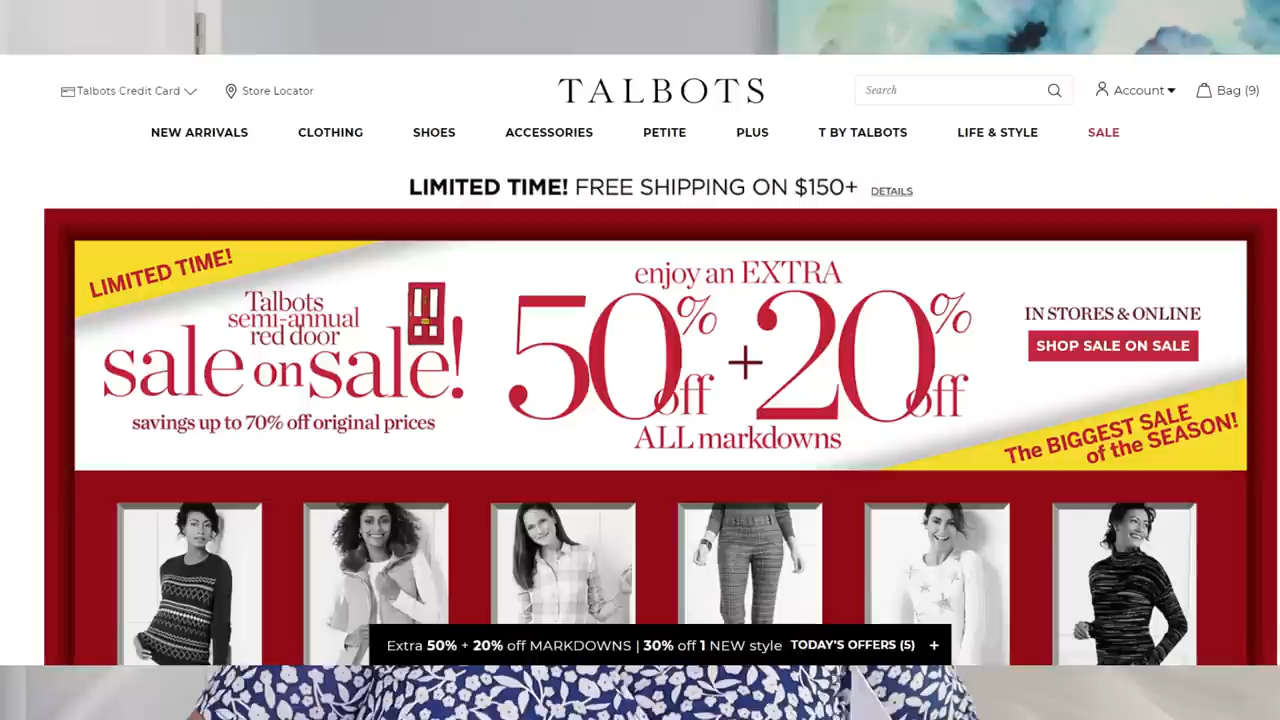 Talbots Credit Card
Store Locator
TALBOTS
Search
Account
Bag (9)
NEW ARRIVALS
CLOTHING
SHOES
ACCESSORIES
PETITE
PLUS
T BY TALBOTS
LIFE & STYLE
SALE
LIMITED TIME! FREE SHIPPING ON $150+ DETAILS
LIMITED TIME!
Talbots
semi-annual
red door
sale on sale!
savings up to 70% off original prices
enjoy an EXTRA
50% off + 20% off
ALL markdowns
IN STORES & ONLINE
SHOP SALE ON SALE
The BIGGEST SALE
of the SEASON!
Extra 50% + 20% off MARKDOWNS | 30% off 1 NEW style TODAY'S OFFERS (5) +